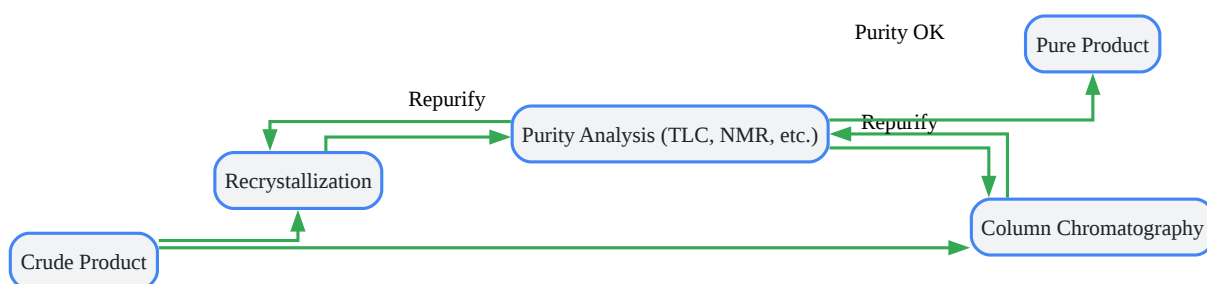 Purity OK
Pure Product
Repurify
Purity Analysis (TLC, NMR, etc.)
Repurify
Recrystallization
Column Chromatography
Crude Product